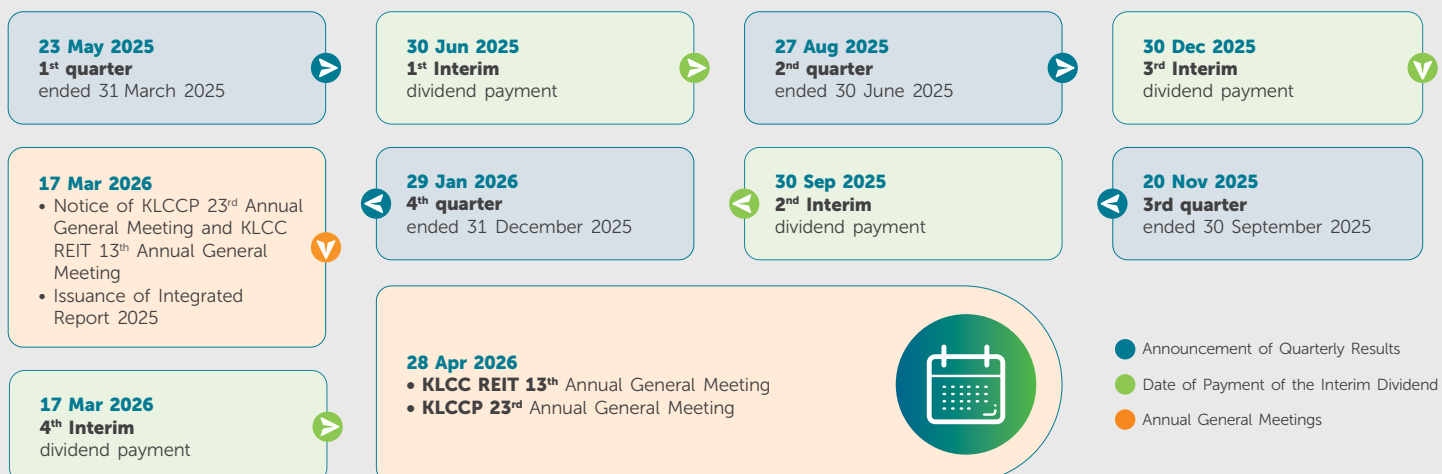 23 May 2025
1st quarter
ended 31 March 2025
30 Jun 2025
1st Interim
dividend payment
27 Aug 2025
2nd quarter
ended 30 June 2025
30 Dec 2025
3rd Interim
dividend payment
17 Mar 2026
• Notice of KLCCP 23rd Annual
General Meeting and KLCC
REIT 13th Annual General
Meeting
• Issuance of Integrated
Report 2025
29 Jan 2026
4th quarter
ended 31 December 2025
30 Sep 2025
2nd Interim
dividend payment
20 Nov 2025
3rd quarter
ended 30 September 2025
17 Mar 2026
4th Interim
dividend payment
28 Apr 2026
• KLCC REIT 13th Annual General Meeting
• KLCCP 23rd Annual General Meeting
Announcement of Quarterly Results
Date of Payment of the Interim Dividend
Annual General Meetings